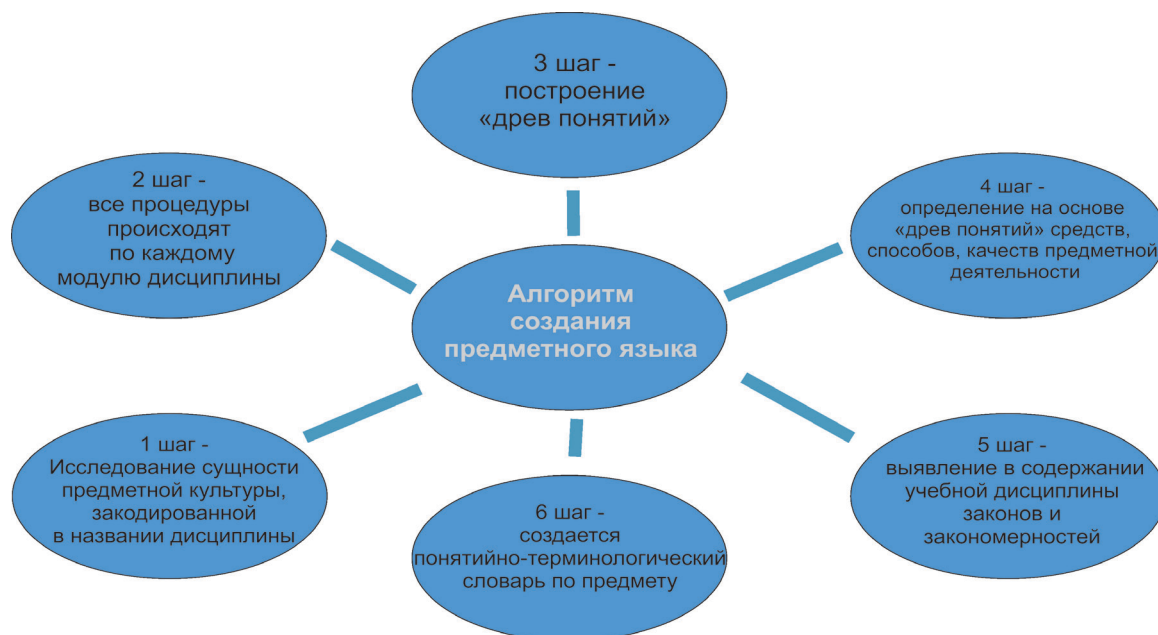 3 шаг -
построение
«древ понятий»
2 шаг -
все процедуры
происходят
по каждому
модулю дисциплины
4 шаг -
определение на основе
«древ понятий» средств,
способов, качеств предметной
деятельности
Алгоритм
создания
предметного языка
1 шаг -
Исследование сущности
предметной культуры,
закодированной
в названии дисциплины
6 шаг -
создается
понятийно-терминологический
словарь по предмету
5 шаг -
выявление в содержании
учебной дисциплины
законов и
закономерностей